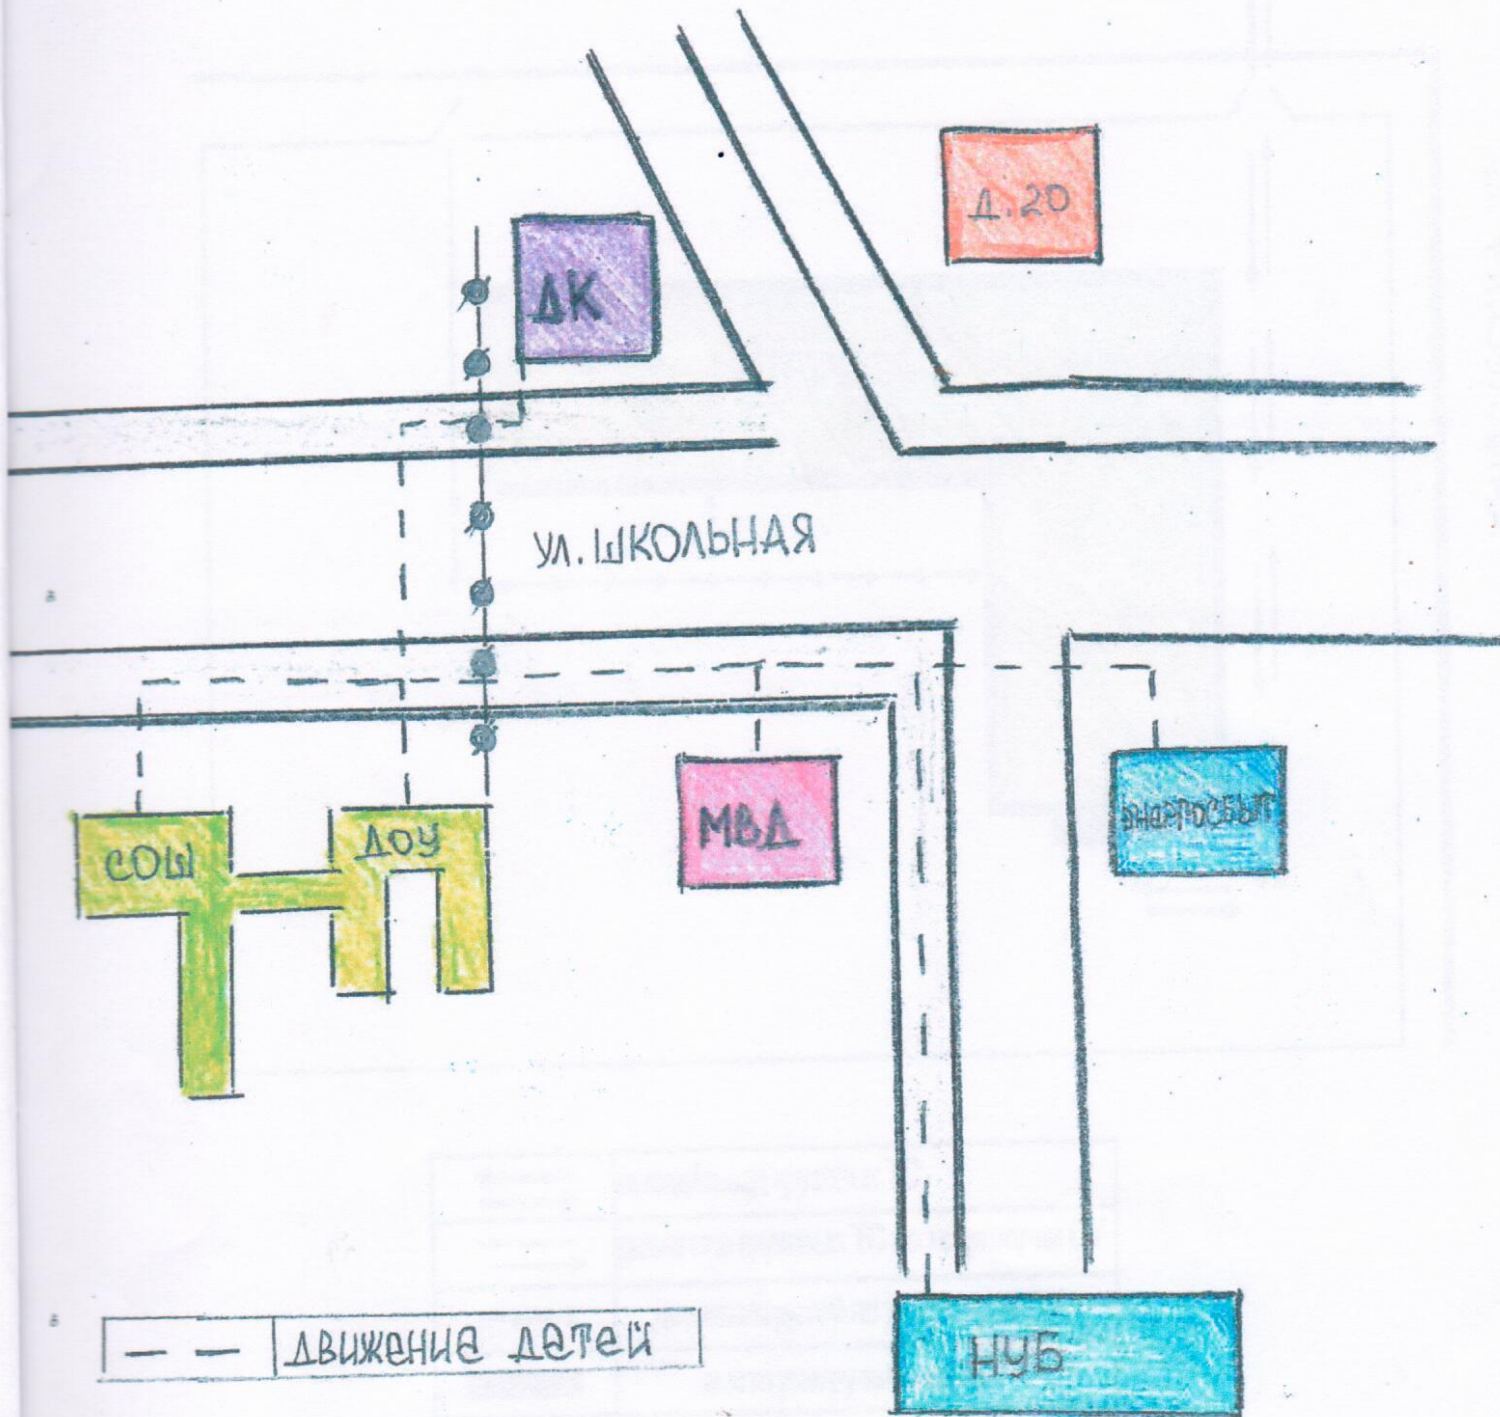 Д.20
ДК
ул. ШКОЛЬНАЯ
СОШ
ДОУ
МВД
ЭНЕРГОСБЫТ
НУБ
ДВИЖЕНИЕ ДЕТЕЙ